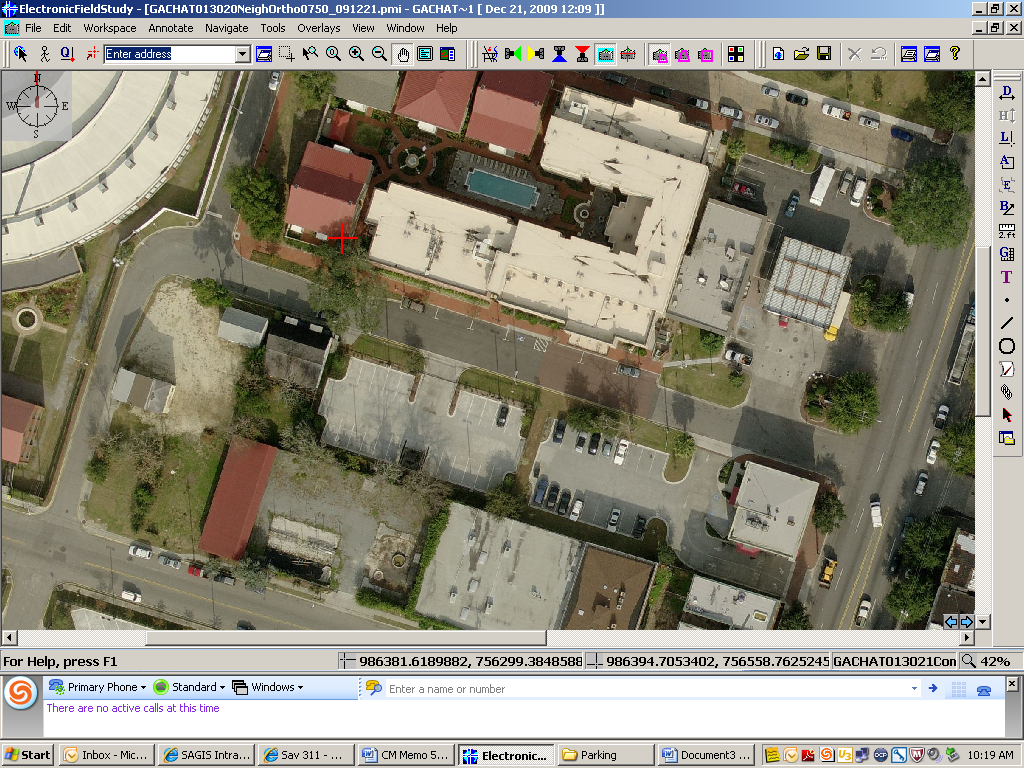 ElectronicFieldStudy - [GACHAT013020NeighOrtho0750_091221.pmi - GACHAT~1 [ Dec 21, 2009 12:09 ]]
File Edit Workspace Annotate Navigate Tools Overlays View Window Help
Enter address
N
W E
S
D
H
L
A
E
B
2.ft
G
T
For Help, press F1
986381.6189882, 756299.3848588
986394.7053402, 756558.7625245
GACHAT013021Con
42%
Primary Phone Standard Windows Enter a name or number
There are no active calls at this time
Start Inbox - Mic... SAGIS Intra... Sav 311 - ... CM Memo 5... Electronic... Parking Document3 ... 10:19 AM